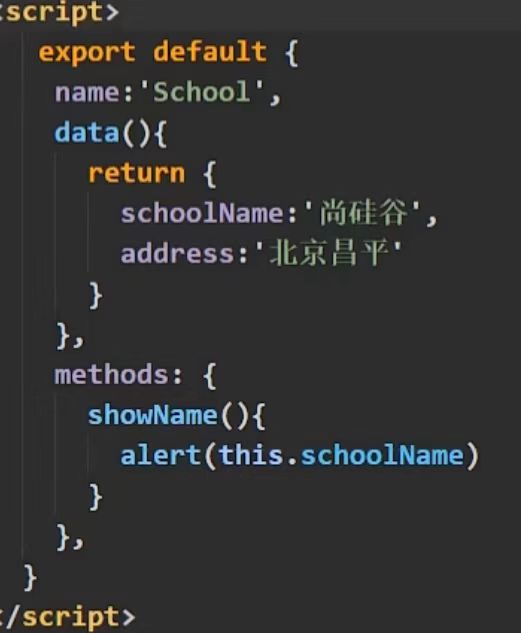 <script>
export default {
name:'School',
data(){
return {
schoolName:'尚硅谷',
address:'北京昌平'
}
},
methods: {
showName(){
alert(this.schoolName)
}
},
}
</script>